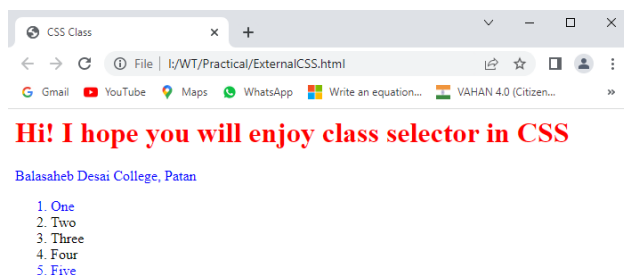 CSS Class
File | I:/WT/Practical/ExternalCSS.html
Gmail YouTube Maps WhatsApp Write an equation... VAHAN 4.0 (Citizen... »
Hi! I hope you will enjoy class selector in CSS
Balasaheb Desai College, Patan
1. One
2. Two
3. Three
4. Four
5. Five